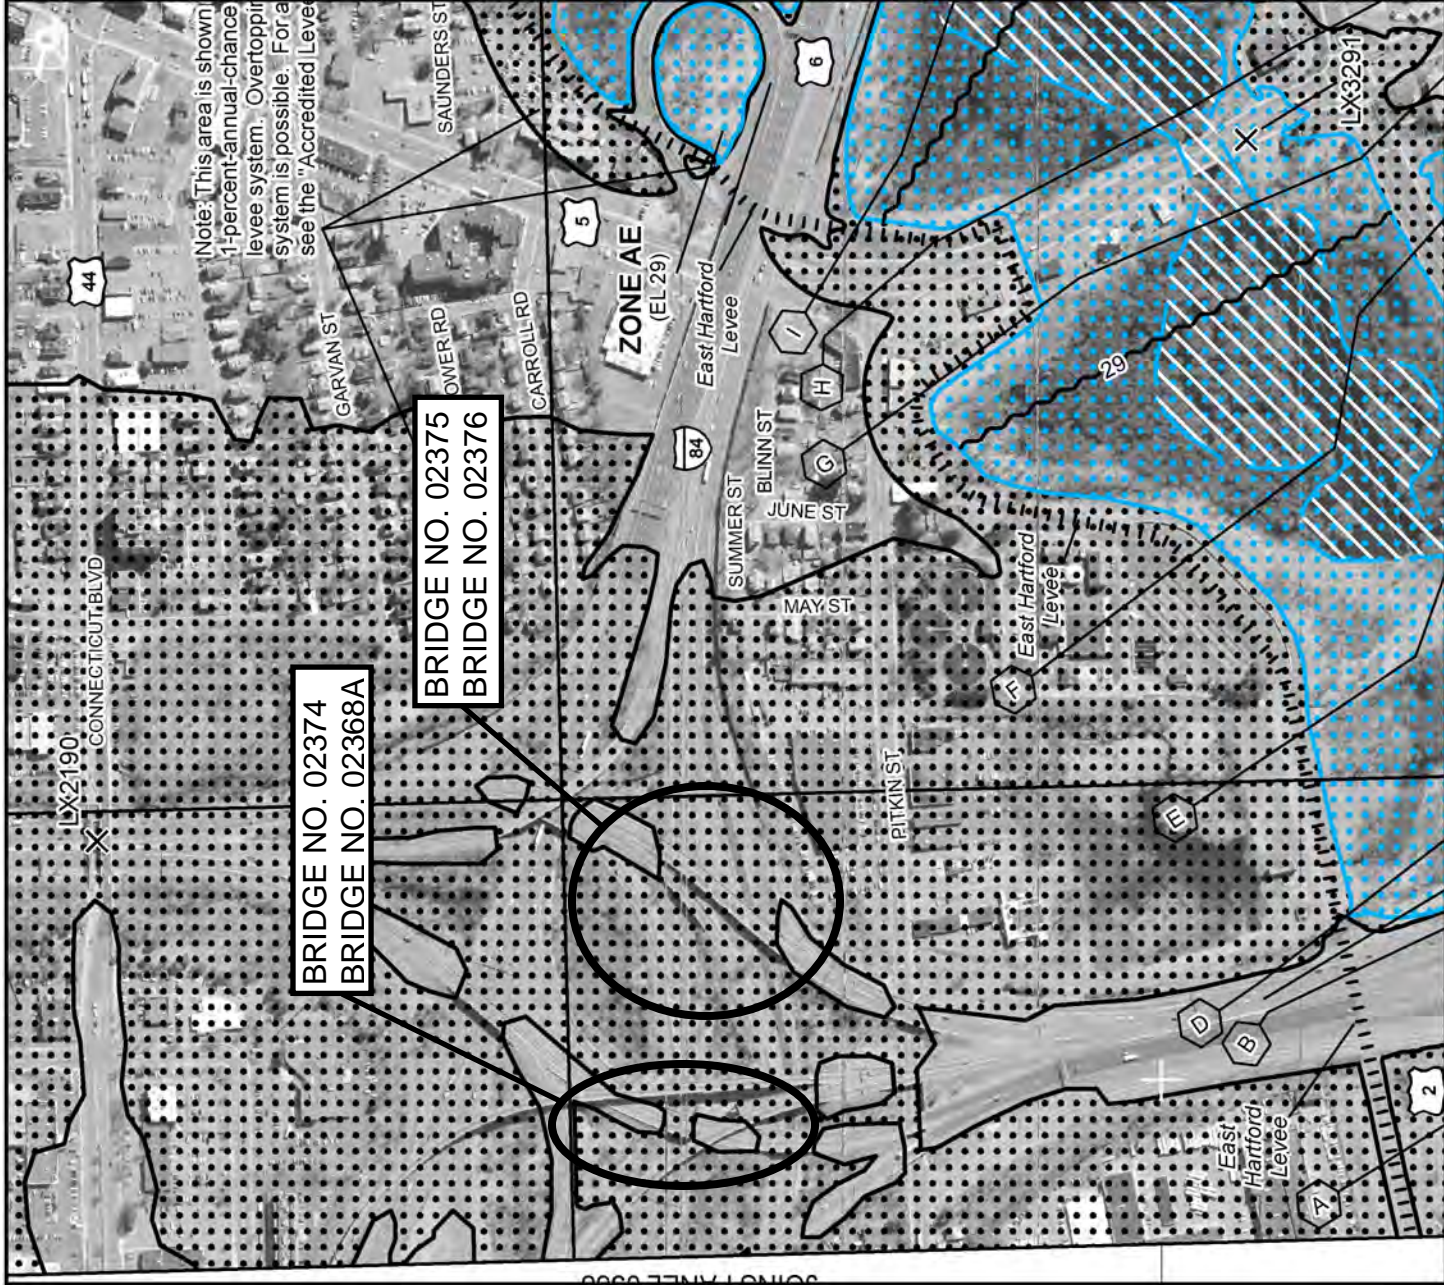 Note: This area is shown
1-percent-annual-chance
levee system. Overtoppin
system is possible. For a
see the "Accredited Levee
SAUNDERS ST
44
5
6
GARVAN ST
OWER RD
CARROLL RD
ZONE AE
(EL 29)
East Hartford
Levee
84
BRIDGE NO. 02375
BRIDGE NO. 02376
BRIDGE NO. 02374
BRIDGE NO. 02368A
CONNECTICUT BLVD
LX2190
LX3291
SUMMER ST
BLINN ST
JUNE ST
MAY ST
PITKIN ST
I
H
G
F
E
D
B
A
29
East Hartford
Levee
East
Hartford
Levee
2